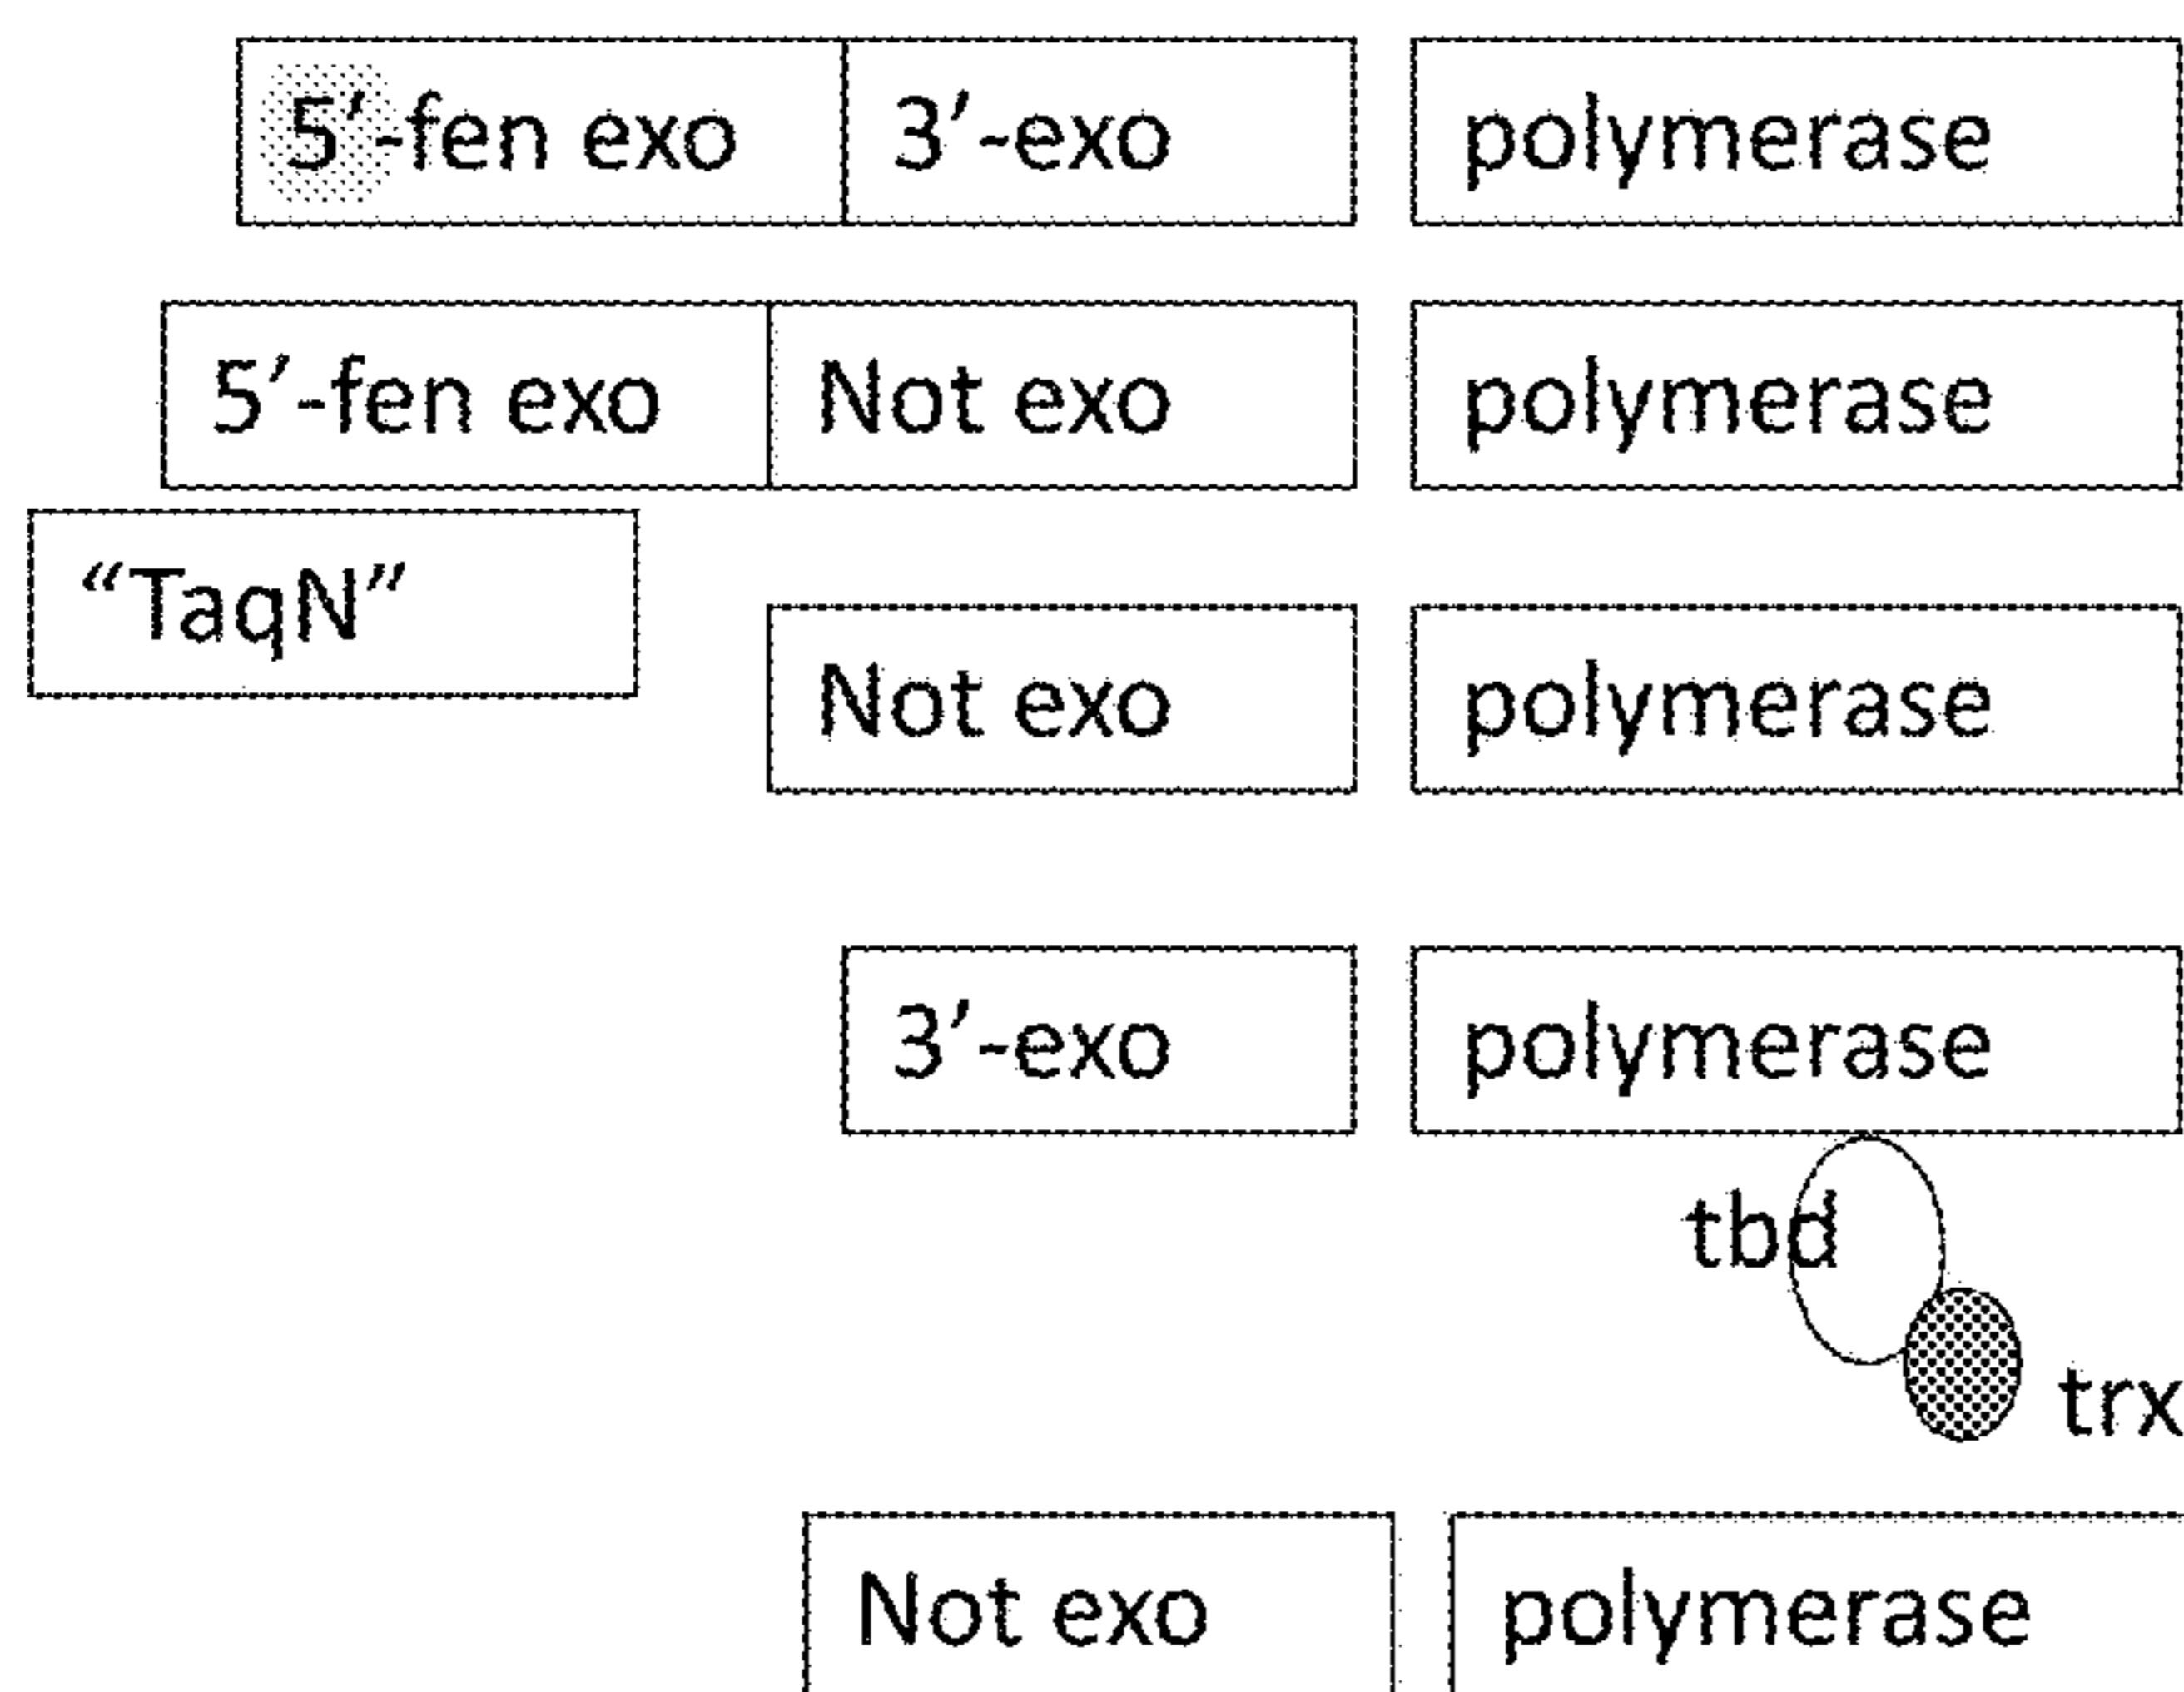 5’-fen exo 3’-exo polymerase
5’-fen exo Not exo polymerase
“TaqN”
Not exo polymerase
3’-exo polymerase
tbd
trx
Not exo polymerase